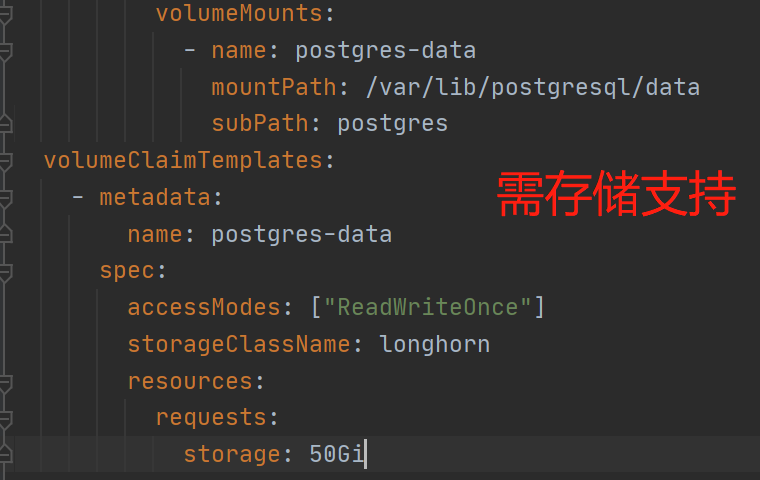 volumeMounts:
- name: postgres-data
mountPath: /var/lib/postgresql/data
subPath: postgres
volumeClaimTemplates:
需存储支持
- metadata:
name: postgres-data
spec:
accessModes: ["ReadWriteOnce"]
storageClassName: longhorn
resources:
requests:
storage: 50Gi